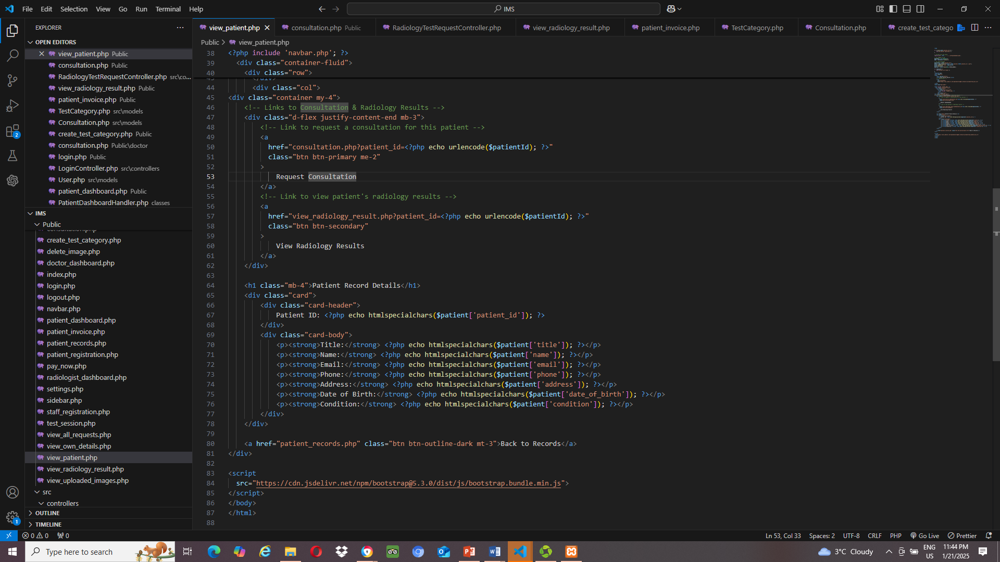 File Edit Selection View Go Run Terminal Help
IMS
EXPLORER
OPEN EDITORS
view_patient.php Public
consultation.php Public
RadiologyTestRequestController.php src\co...
view_radiology_result.php Public
patient_invoice.php Public
TestCategory.php src\models
Consultation.php src\models
create_test_category.php Public
consultation.php Public\doctor
login.php Public
LoginController.php src\controllers
User.php src\models
patient_dashboard.php Public
PatientDashboardHandler.php classes
IMS
Public
create_test_category.php
delete_image.php
doctor_dashboard.php
index.php
login.php
logout.php
navbar.php
patient_dashboard.php
patient_invoice.php
patient_records.php
patient_registration.php
pay_now.php
radiologist_dashboard.php
settings.php
sidebar.php
staff_registration.php
test_session.php
view_all_requests.php
view_own_details.php
view_patient.php
view_radiology_result.php
view_uploaded_images.php
src
controllers
OUTLINE
TIMELINE
2
1
view_patient.php consultation.php Public RadiologyTestRequestController.php view_radiology_result.php patient_invoice.php TestCategory.php Consultation.php create_test_catego
Public > view_patient.php
38 <?php include 'navbar.php'; ?>
39 <div class="container-fluid">
40 <div class="row">
44 <div class="col">
45 <div class="container my-4">
46 <!-- Links to Consultation & Radiology Results -->
47 <div class="d-flex justify-content-end mb-3">
48 <!-- Link to request a consultation for this patient -->
49 <a
50 href="consultation.php?patient_id=<?php echo urlencode($patientId); ?>"
51 class="btn btn-primary me-2"
52 >
53 Request Consultation
54 </a>
55 <!-- Link to view patient's radiology results -->
56 <a
57 href="view_radiology_result.php?patient_id=<?php echo urlencode($patientId); ?>"
58 class="btn btn-secondary"
59 >
60 View Radiology Results
61 </a>
62 </div>
63
64 <h1 class="mb-4">Patient Record Details</h1>
65 <div class="card">
66 <div class="card-header">
67 Patient ID: <?php echo htmlspecialchars($patient['patient_id']); ?>
68 </div>
69 <div class="card-body">
70 <p><strong>Title:</strong> <?php echo htmlspecialchars($patient['title']); ?></p>
71 <p><strong>Name:</strong> <?php echo htmlspecialchars($patient['name']); ?></p>
72 <p><strong>Email:</strong> <?php echo htmlspecialchars($patient['email']); ?></p>
73 <p><strong>Phone:</strong> <?php echo htmlspecialchars($patient['phone']); ?></p>
74 <p><strong>Address:</strong> <?php echo htmlspecialchars($patient['address']); ?></p>
75 <p><strong>Date of Birth:</strong> <?php echo htmlspecialchars($patient['date_of_birth']); ?></p>
76 <p><strong>Condition:</strong> <?php echo htmlspecialchars($patient['condition']); ?></p>
77 </div>
78 </div>
79
80 <a href="patient_records.php" class="btn btn-outline-dark mt-3">Back to Records</a>
81 </div>
82
83 <script
84 src="https://cdn.jsdelivr.net/npm/bootstrap@5.3.0/dist/js/bootstrap.bundle.min.js">
85 </script>
86 </body>
87 </html>
88
0 0 0 Ln 53, Col 33 Spaces: 2 UTF-8 CRLF PHP Go Live Prettier
Type here to search
3°C Cloudy
ENG
US
11:44 PM
1/21/2025